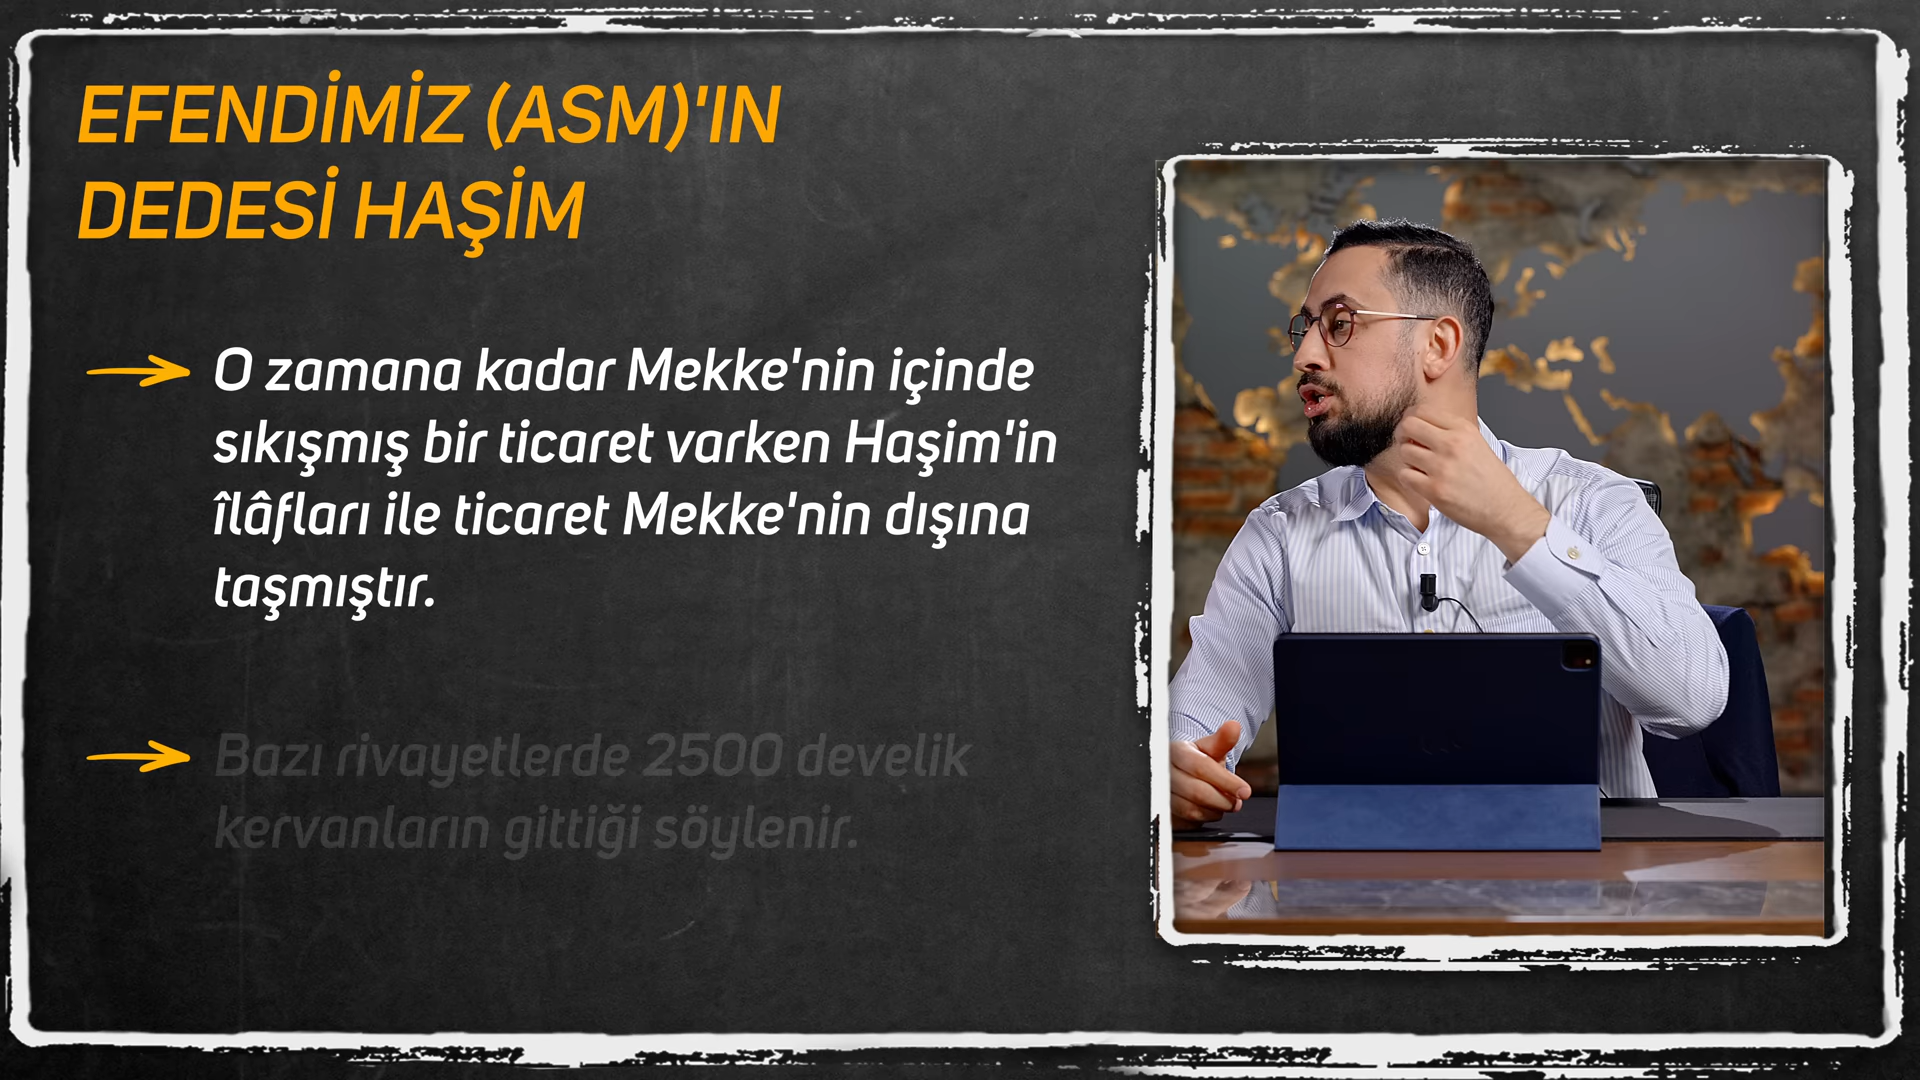 EFENDİMİZ (ASM)'IN
DEDESİ HAŞİM
O zamana kadar Mekke'nin içinde
sıkışmış bir ticaret varken Haşim'in
îlâfları ile ticaret Mekke'nin dışına
taşmıştır.
Bazı rivayetlerde 2500 develik
kervanların gittiği söylenir.